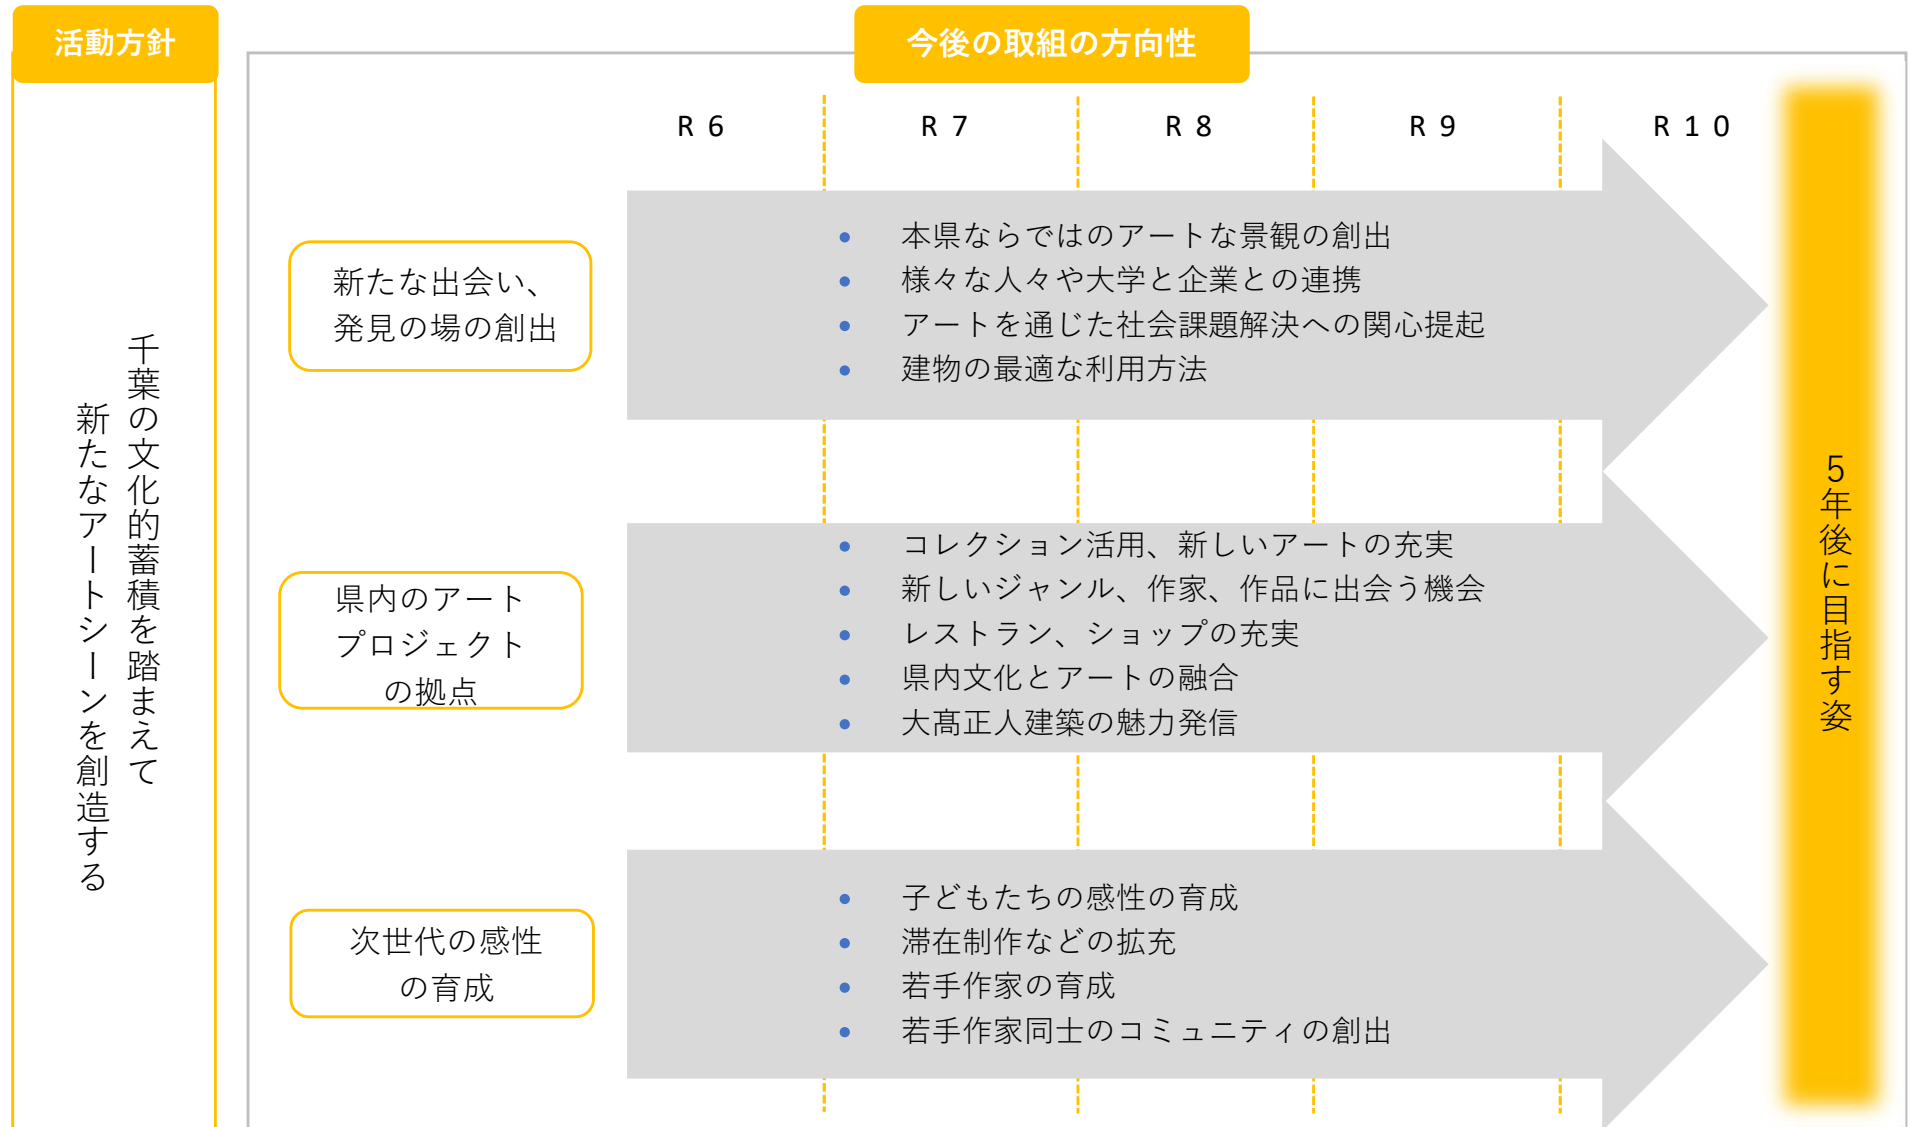 活動方針
千葉の文化的蓄積を踏まえて
新たなアートシーンを創造する
今後の取組の方向性
R6
R7
R8
R9
R10
新たな出会い、
発見の場の創出
• 本県ならではのアートな景観の創出
• 様々な人々や大学と企業との連携
• アートを通じた社会課題解決への関心提起
• 建物の最適な利用方法
県内のアート
プロジェクト
の拠点
• コレクション活用、新しいアートの充実
• 新しいジャンル、作家、作品に出会う機会
• レストラン、ショップの充実
• 県内文化とアートの融合
• 大髙正人建築の魅力発信
次世代の感性
の育成
• 子どもたちの感性の育成
• 滞在制作などの拡充
• 若手作家の育成
• 若手作家同士のコミュニティの創出
5年後に目指す姿